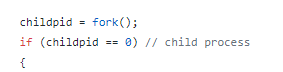 childpid = fork();
if (childpid == 0) // child process
{